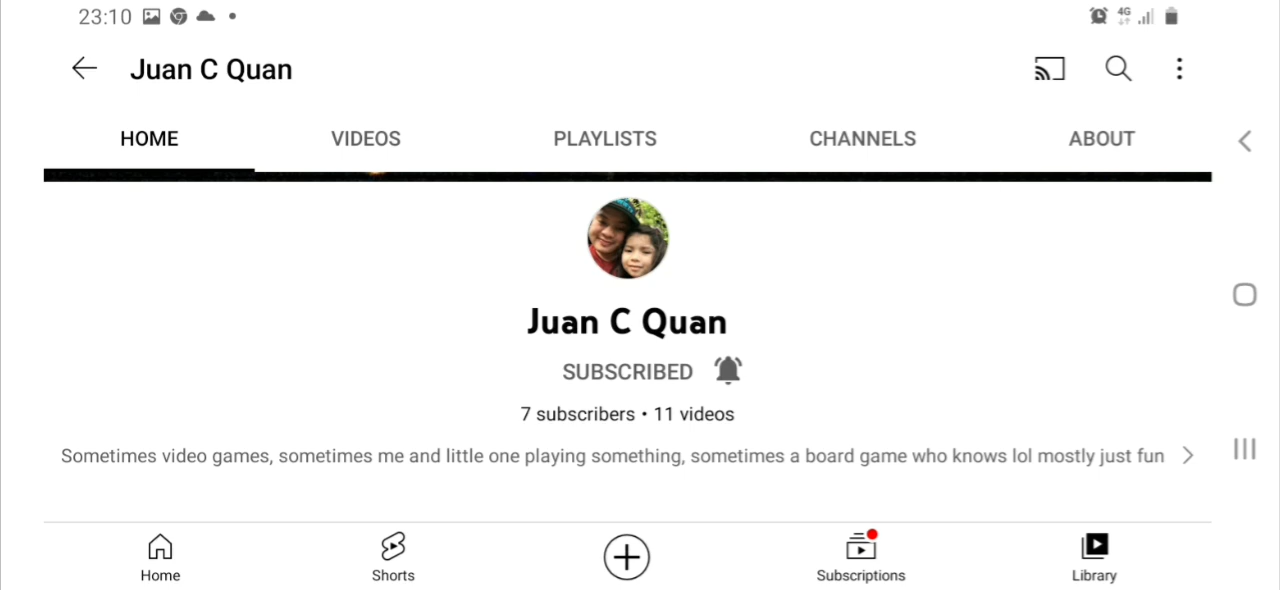 23:10
4G
Juan C Quan
HOME VIDEOS PLAYLISTS CHANNELS ABOUT
Juan C Quan
SUBSCRIBED
7 subscribers • 11 videos
Sometimes video games, sometimes me and little one playing something, sometimes a board game who knows lol mostly just fun
Home Shorts Subscriptions Library